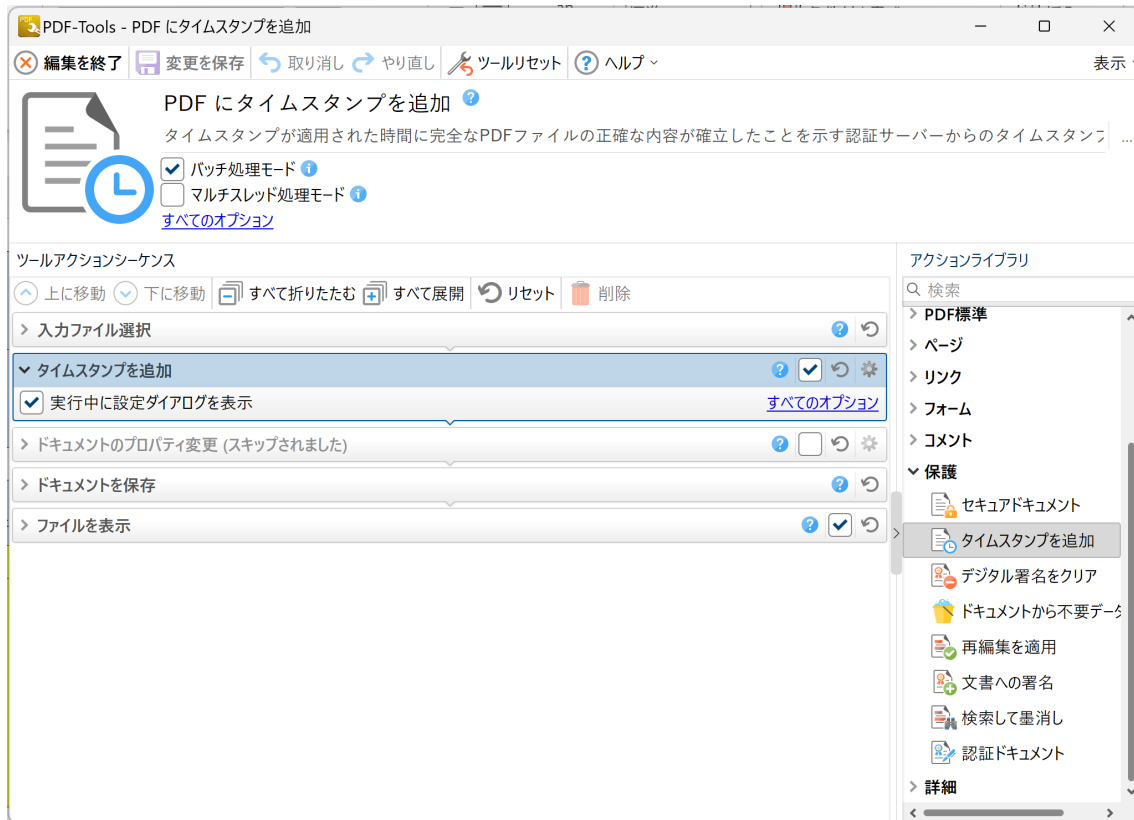 PDF-Tools - PDF にタイムスタンプを追加
編集を終了 変更を保存 取り消し やり直し ツールリセット ヘルプ 表示
PDF にタイムスタンプを追加
タイムスタンプが適用された時間に完全なPDFファイルの正確な内容が確立したことを示す認証サーバーからのタイムスタン ...
バッチ処理モード
マルチスレッド処理モード
すべてのオプション
ツールアクションシーケンス
上に移動 下に移動 すべて折りたたむ すべて展開 リセット 削除
入力ファイル選択
タイムスタンプを追加
実行中に設定ダイアログを表示 すべてのオプション
ドキュメントのプロパティ変更 (スキップされました)
ドキュメントを保存
ファイルを表示
アクションライブラリ
検索
PDF標準
ページ
リンク
フォーム
コメント
保護
セキュアドキュメント
タイムスタンプを追加
デジタル署名をクリア
ドキュメントから不要データ
再編集を適用
文書への署名
検索して墨消し
認証ドキュメント
詳細